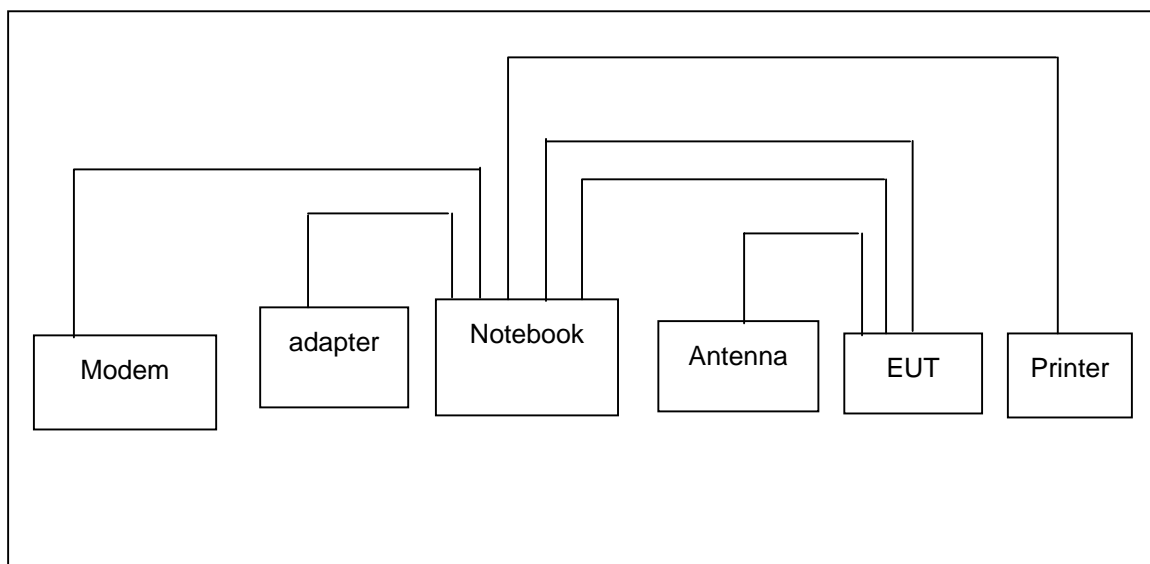 Modem
adapter
Notebook
Antenna
EUT
Printer